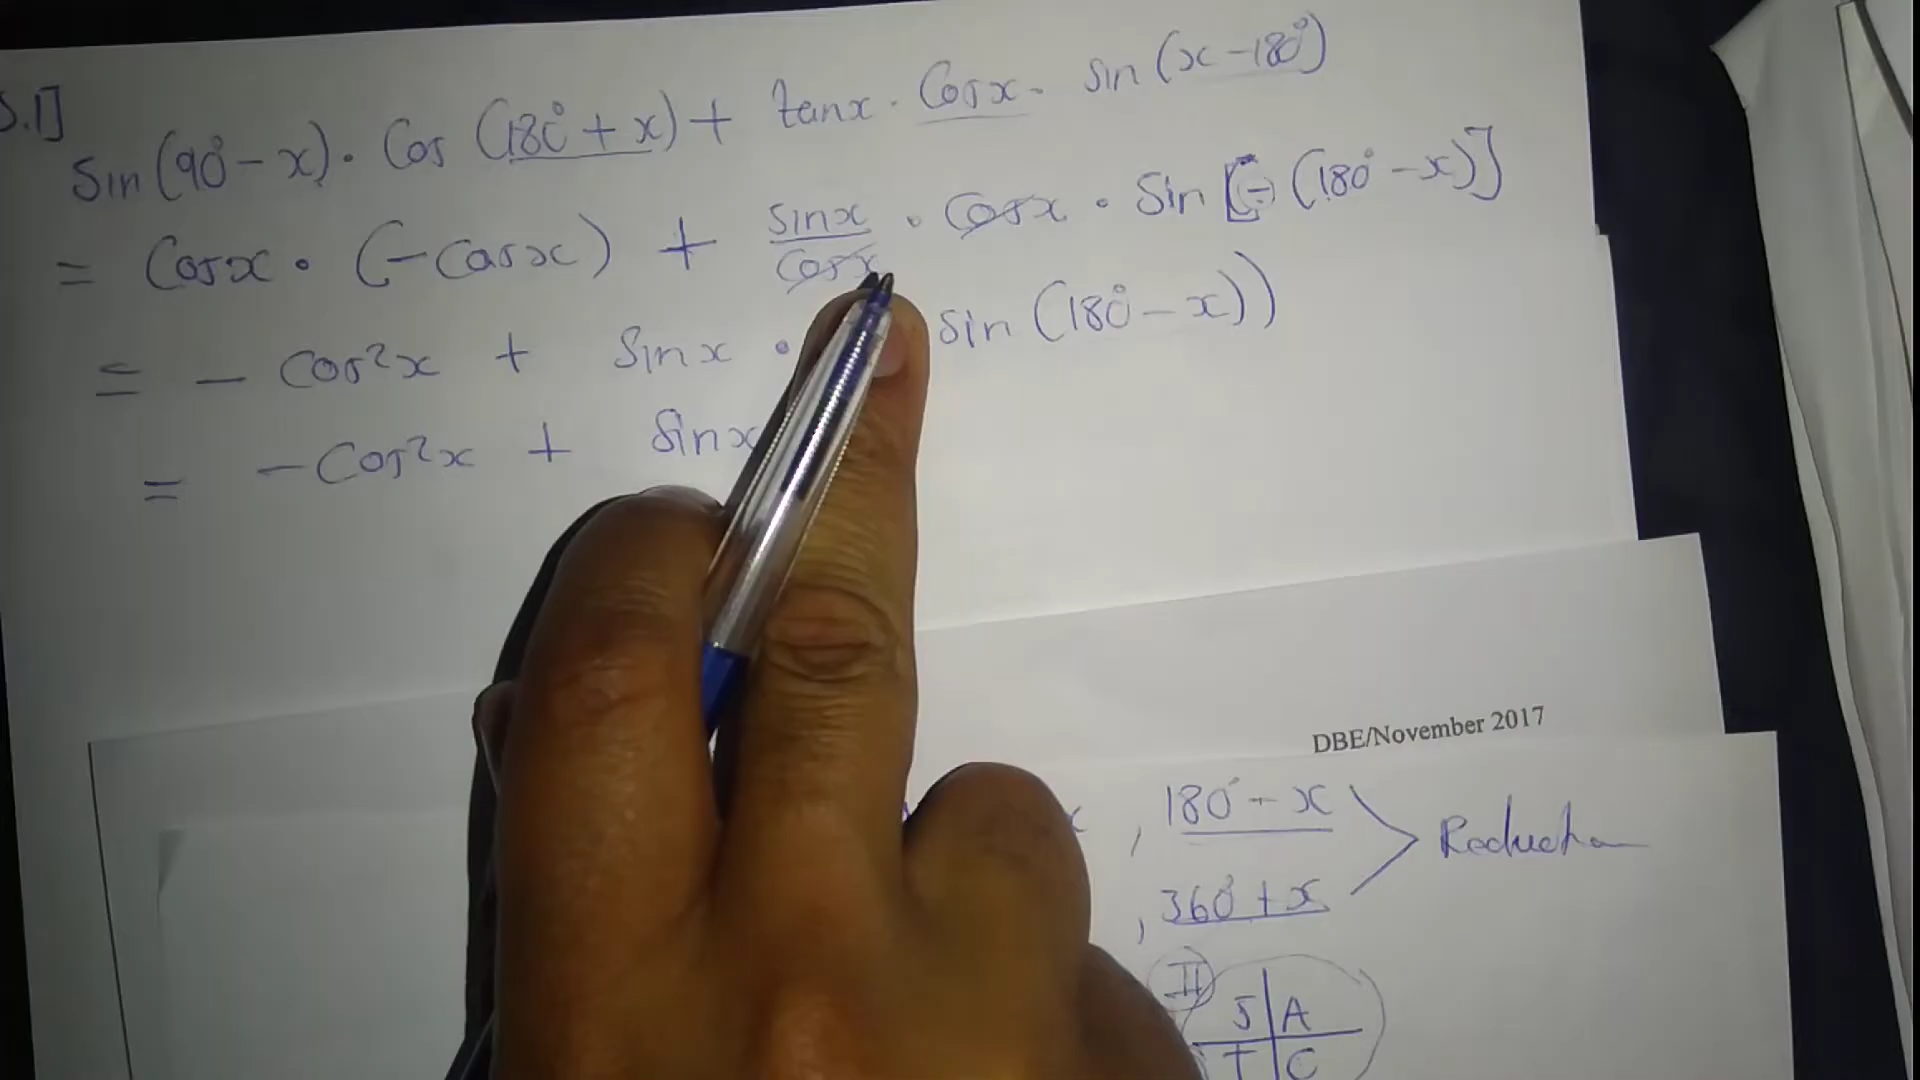 5.1]
Sin (90° - x) . Cos (180° + x) + tanx . Cosx . sin (x - 180°)
= Cosx . (- Cosx) + sinx/cosx . Cosx . Sin [- (180° - x)]
= - Cos²x + Sinx . sin (180° - x))
= - Cos²x + Sinx
DBE/November 2017
, 180° - x
Reduction
, 360° + x
II
S A
T C